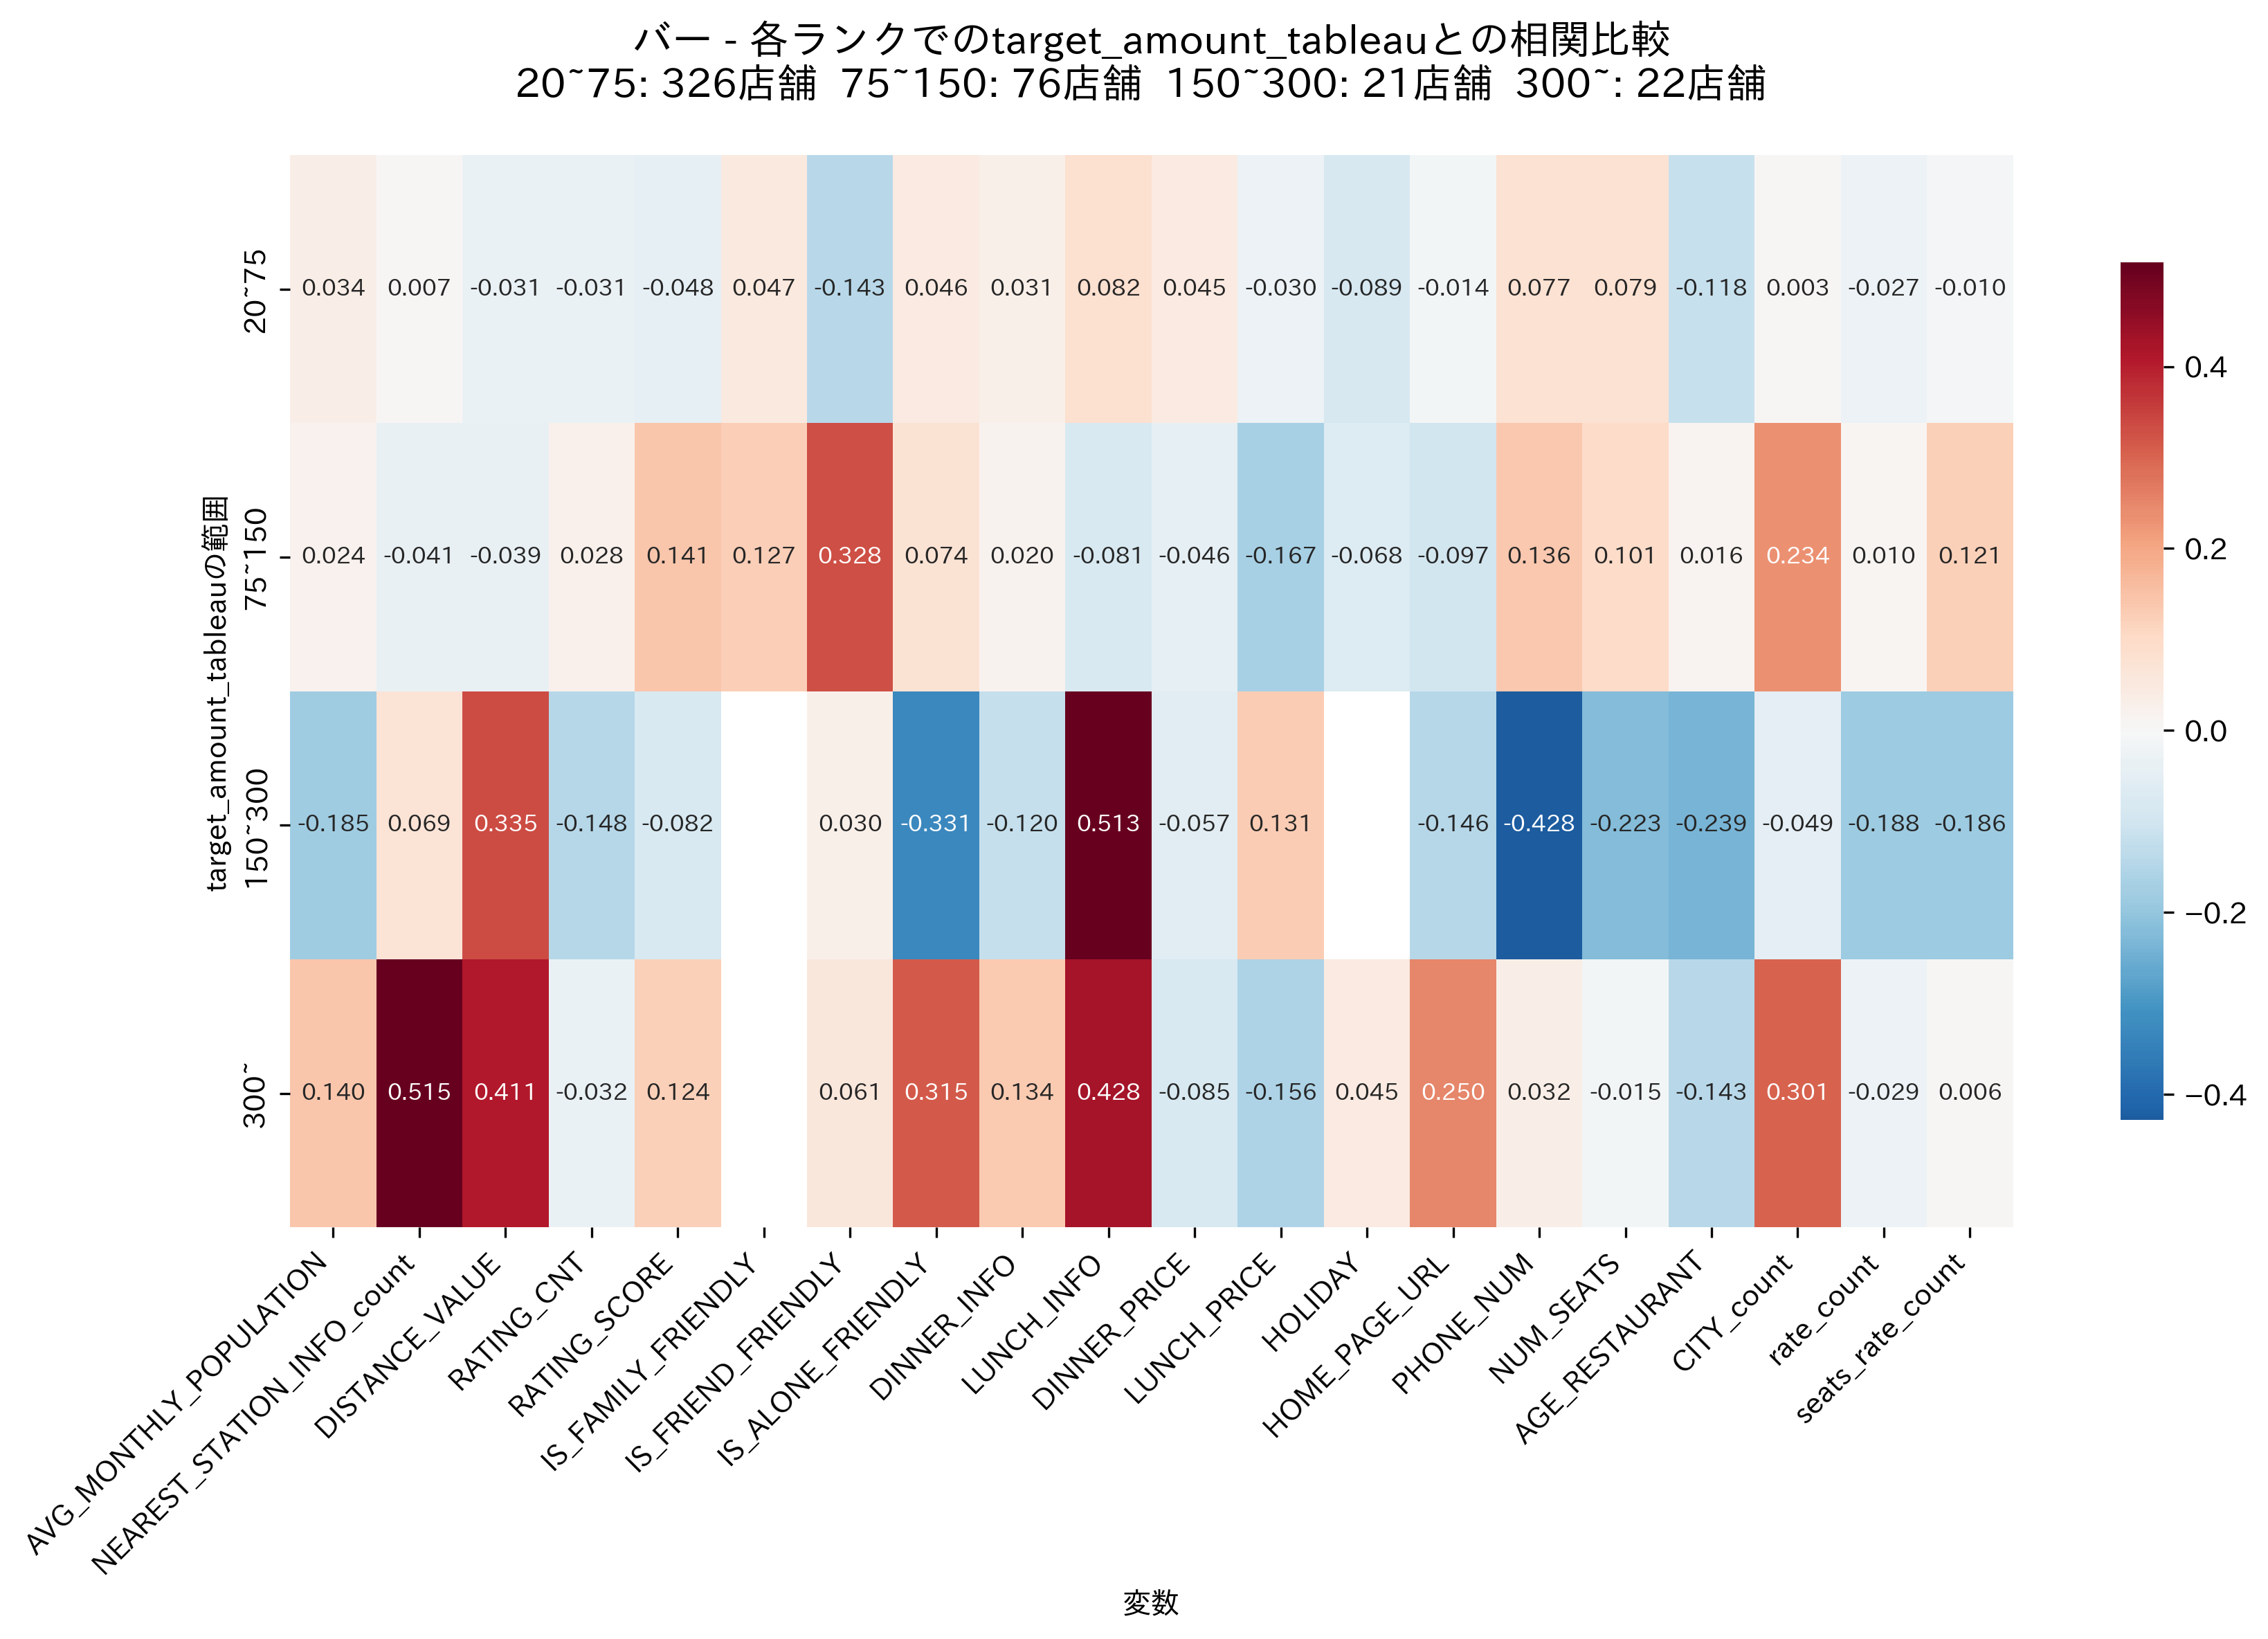 バー - 各ランクでのtarget_amount_tableauとの相関比較
20~75: 326店舗  75~150: 76店舗  150~300: 21店舗  300~: 22店舗
target_amount_tableauの範囲
20~75
0.034 0.007 -0.031 -0.031 -0.048 0.047 -0.143 0.046 0.031 0.082 0.045 -0.030 -0.089 -0.014 0.077 0.079 -0.118 0.003 -0.027 -0.010
75~150
0.024 -0.041 -0.039 0.028 0.141 0.127 0.328 0.074 0.020 -0.081 -0.046 -0.167 -0.068 -0.097 0.136 0.101 0.016 0.234 0.010 0.121
150~300
-0.185 0.069 0.335 -0.148 -0.082 0.030 -0.331 -0.120 0.513 -0.057 0.131 -0.146 -0.428 -0.223 -0.239 -0.049 -0.188 -0.186
300~
0.140 0.515 0.411 -0.032 0.124 0.061 0.315 0.134 0.428 -0.085 -0.156 0.045 0.250 0.032 -0.015 -0.143 0.301 -0.029 0.006
AVG_MONTHLY_POPULATION
NEAREST_STATION_INFO_count
DISTANCE_VALUE
RATING_CNT
RATING_SCORE
IS_FAMILY_FRIENDLY
IS_FRIEND_FRIENDLY
IS_ALONE_FRIENDLY
DINNER_INFO
LUNCH_INFO
DINNER_PRICE
LUNCH_PRICE
HOLIDAY
HOME_PAGE_URL
PHONE_NUM
NUM_SEATS
AGE_RESTAURANT
CITY_count
rate_count
seats_rate_count
変数
0.4
0.2
0.0
−0.2
−0.4